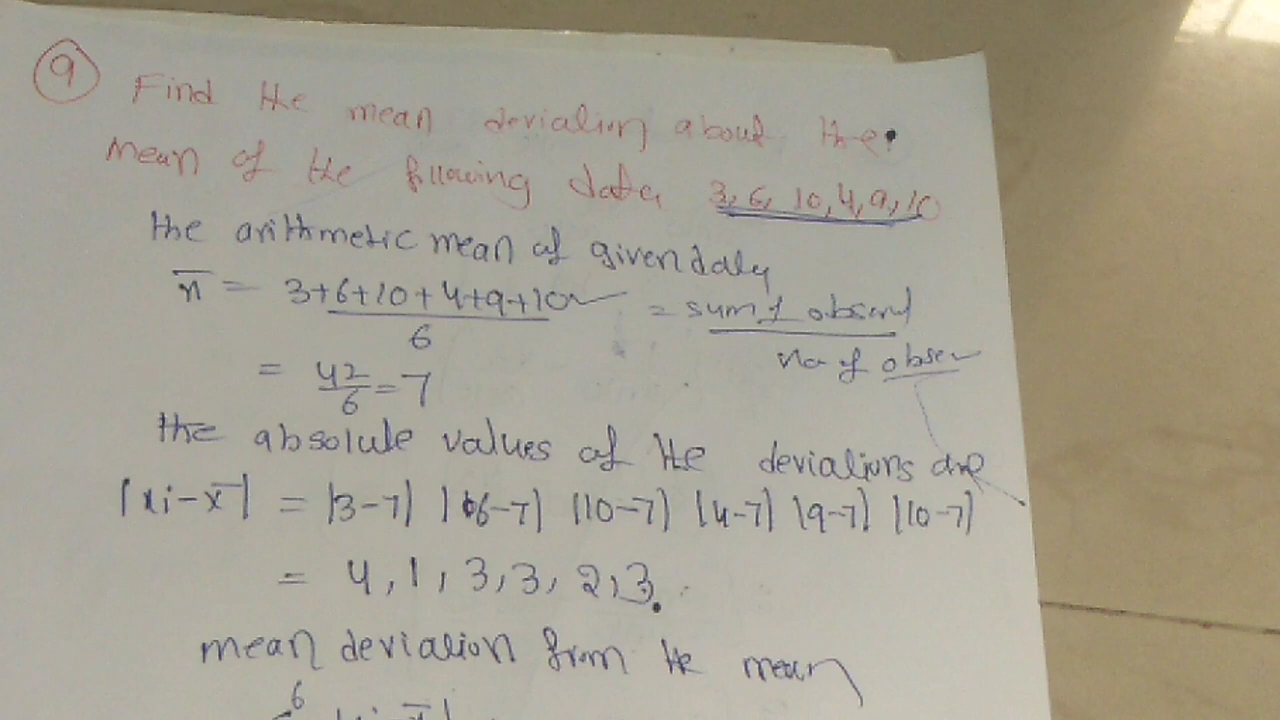 9 Find the mean deviation about the
mean of the following data 3, 6, 10, 4, 9, 10
the arithmetic mean of given data
x̄ = 3+6+10+4+9+10 / 6 = sum of observ / no of obser
= 42/6 = 7
the absolute values of the deviations are
|xi-x̄| = |3-7| |6-7| |10-7| |4-7| |9-7| |10-7|
= 4, 1, 3, 3, 2, 3.
mean deviation from the mean
6 |xi-x̄|